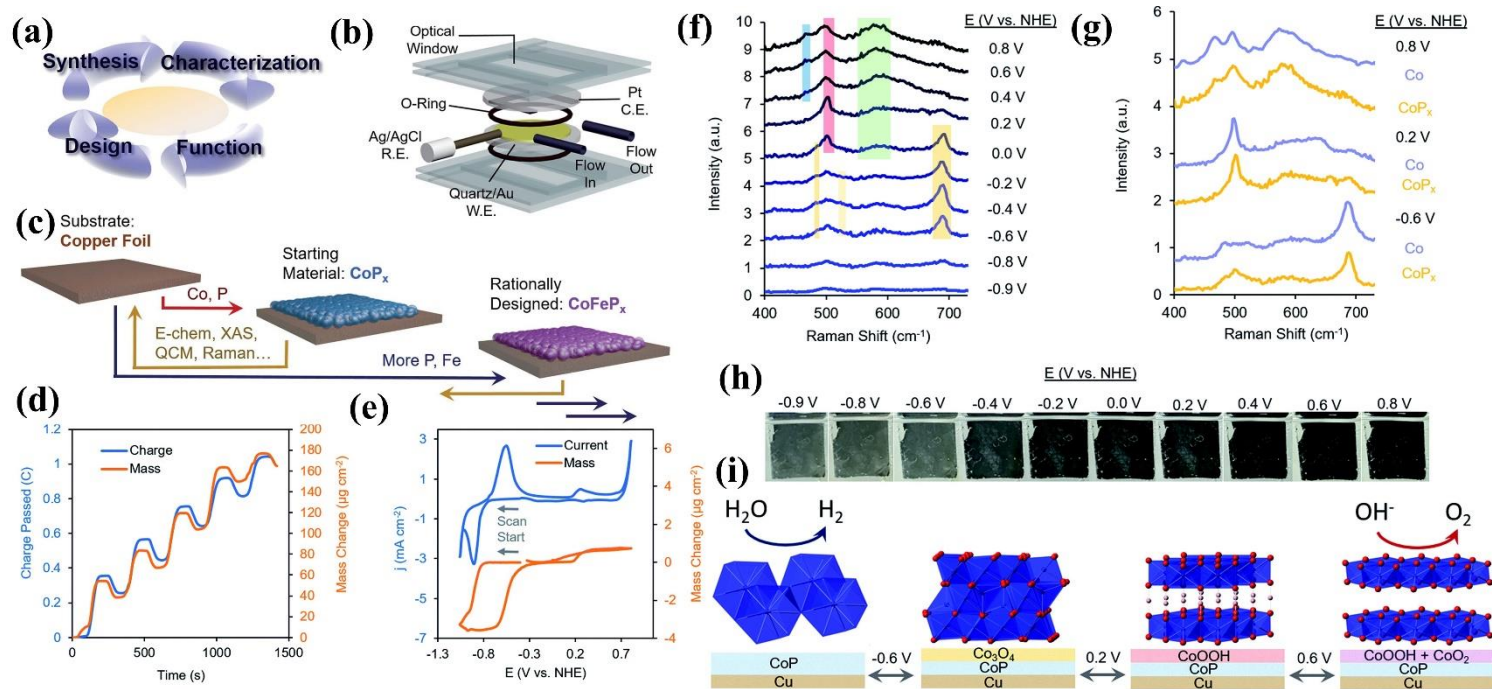 (a)
Synthesis
Characterization
Design
Function
(b)
Optical
Window
O-Ring
Pt
C.E.
Ag/AgCl
R.E.
Flow
Out
Flow
In
Quartz/Au
W.E.
(c)
Substrate:
Copper Foil
Co, P
Starting
Material: CoPₓ
Rationally
Designed: CoFePₓ
E-chem, XAS,
QCM, Raman...
More P, Fe
(d)
Charge
Mass
Charge Passed (C)
1.2
1
0.8
0.6
0.4
0.2
0
Mass Change (µg cm⁻²)
200
180
160
140
120
100
80
60
40
20
0
0
500
1000
1500
Time (s)
(e)
Current
Mass
Scan
Start
j (mA cm⁻²)
3
1
-1
-3
-5
-7
Mass Change (µg cm⁻²)
6
4
2
0
-2
-4
-1.3
-0.8
-0.3
0.2
0.7
E (V vs. NHE)
(f)
E (V vs. NHE)
0.8 V
0.6 V
0.4 V
0.2 V
0.0 V
-0.2 V
-0.4 V
-0.6 V
-0.8 V
-0.9 V
Intensity (a.u.)
10
9
8
7
6
5
4
3
2
1
0
400
500
600
700
Raman Shift (cm⁻¹)
(g)
E (V vs. NHE)
0.8 V
Co
CoPₓ
0.2 V
Co
CoPₓ
-0.6 V
Co
CoPₓ
Intensity (a.u.)
6
5
4
3
2
1
0
400
500
600
700
Raman Shift (cm⁻¹)
(h)
E (V vs. NHE)
-0.9 V
-0.8 V
-0.6 V
-0.4 V
-0.2 V
0.0 V
0.2 V
0.4 V
0.6 V
0.8 V
(i)
H₂O
H₂
OH⁻
O₂
CoP
Cu
-0.6 V
Co₃O₄
CoP
Cu
0.2 V
CoOOH
CoP
Cu
0.6 V
CoOOH + CoO₂
CoP
Cu